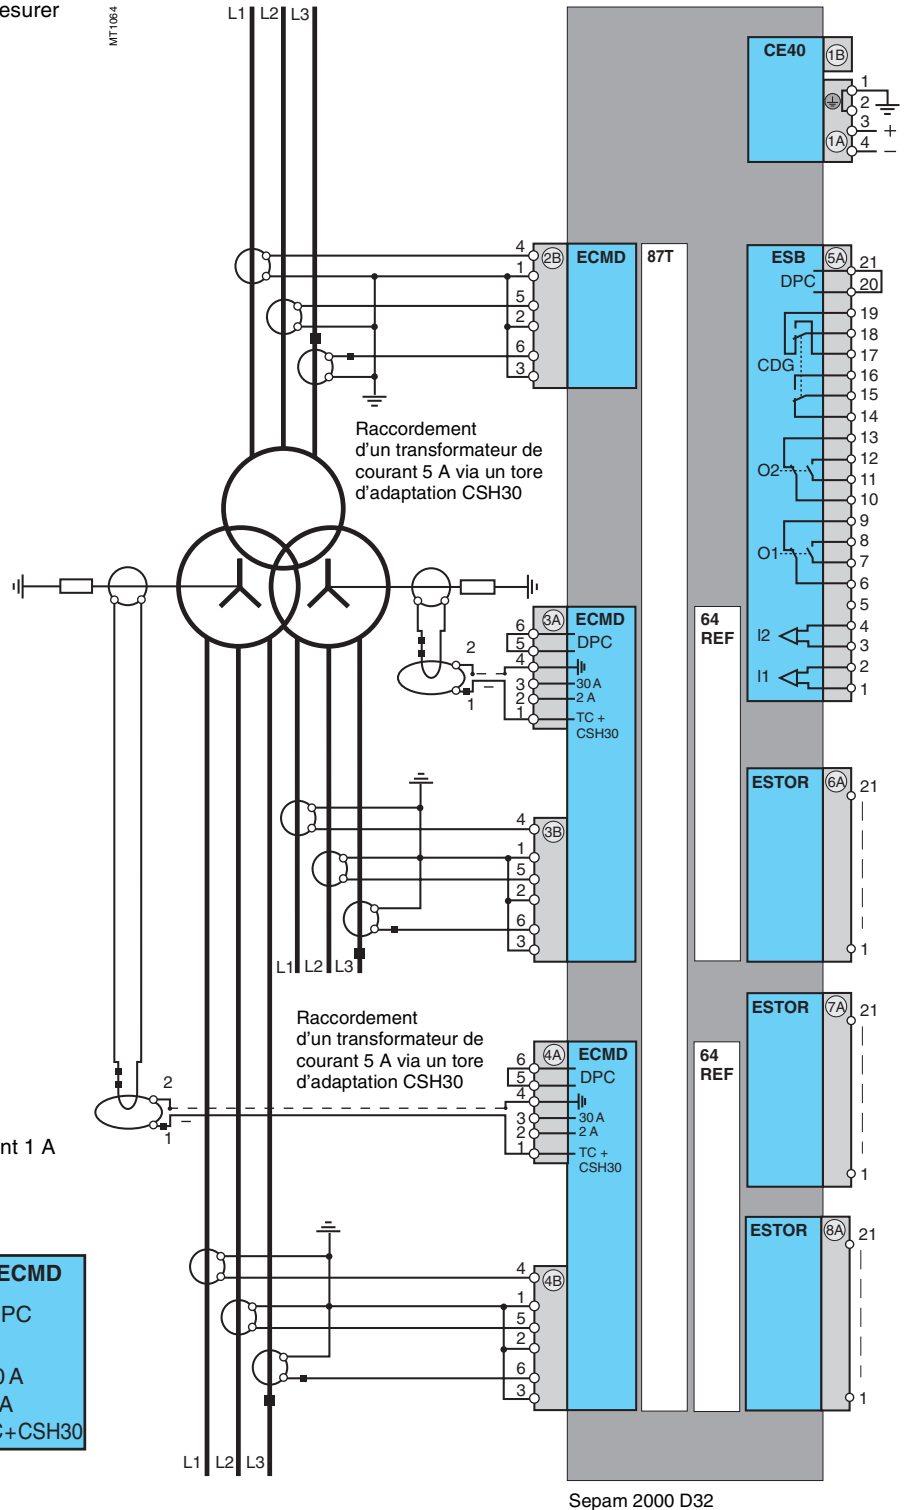 esurer
MT1064
L1 L2 L3
CE40
1B
1
2
3
+
1A
4
–
4
2B
ECMD
87T
1
5
2
6
3
ESB
5A
21
DPC
20
19
18
17
CDG
16
15
14
13
12
O2
11
10
9
8
O1
7
6
5
4
I2
3
2
I1
1
Raccordement
d'un transformateur de
courant 5 A via un tore
d'adaptation CSH30
3A
ECMD
6
DPC
5
4
3
30 A
2
2 A
1
TC +
CSH30
2
1
–
64
REF
4
3B
1
5
2
6
3
L1 L2 L3
ESTOR
6A
21
1
Raccordement
d'un transformateur de
courant 5 A via un tore
d'adaptation CSH30
4A
ECMD
6
DPC
5
4
3
30 A
2
2 A
1
TC +
CSH30
2
1
–
64
REF
ESTOR
7A
21
1
nt 1 A
ECMD
PC
0 A
A
C+CSH30
4
4B
1
5
2
6
3
ESTOR
8A
21
1
L1 L2 L3
Sepam 2000 D32